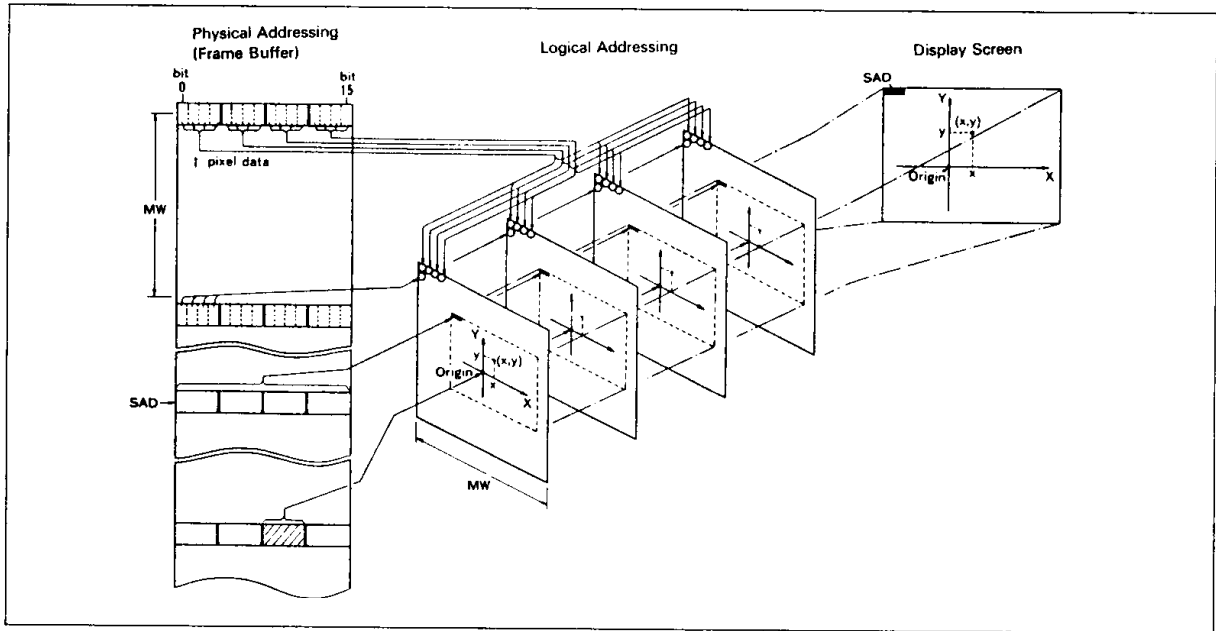 Physical Addressing
(Frame Buffer)
Logical Addressing
Display Screen
bit
0
bit
15
SAD
Y
(x,y)
y
Origin
x
X
1 pixel data
MW
Y
y
(x,y)
Origin
x
X
SAD
MW